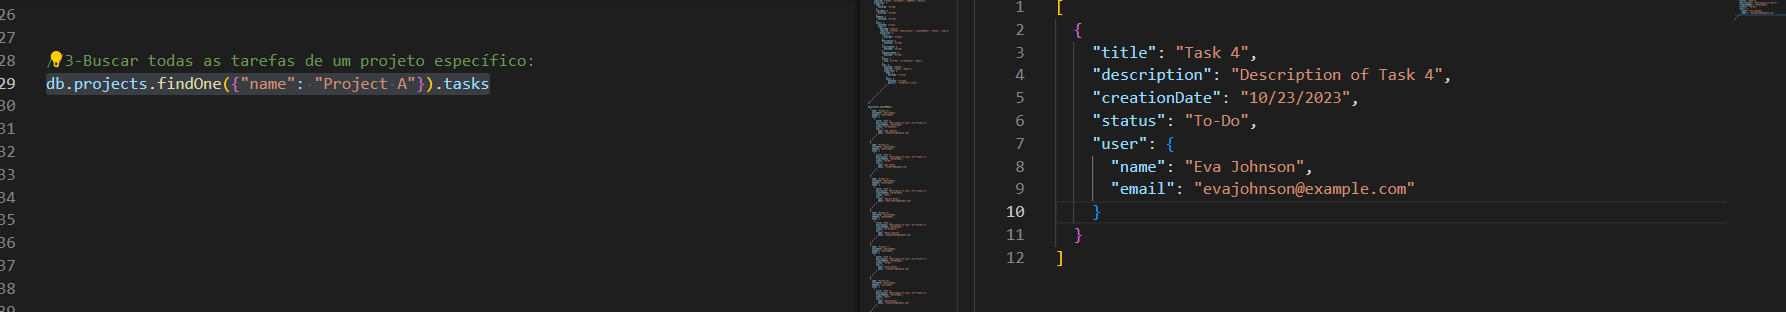 26
27
28 /3-Buscar todas as tarefas de um projeto específico:
29 db.projects.findOne({"name": "Project A"}).tasks
30
31
32
33
34
35
36
37
38
39
1 [
2 {
3 "title": "Task 4",
4 "description": "Description of Task 4",
5 "creationDate": "10/23/2023",
6 "status": "To-Do",
7 "user": {
8 "name": "Eva Johnson",
9 "email": "evajohnson@example.com"
10 }
11 }
12 ]